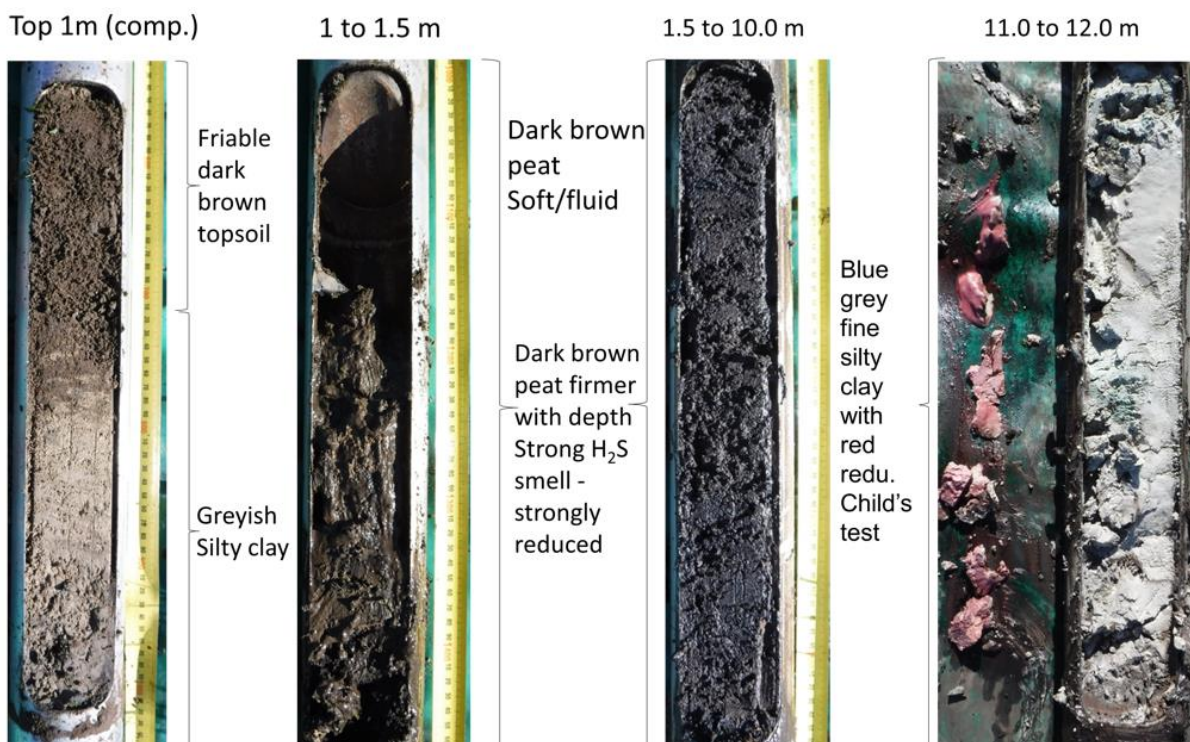 Top 1m (comp.)
1 to 1.5 m
1.5 to 10.0 m
11.0 to 12.0 m
Friable
dark
brown
topsoil
Greyish
Silty clay
Dark brown
peat
Soft/fluid
Dark brown
peat firmer
with depth
Strong H₂S
smell -
strongly
reduced
Blue
grey
fine
silty
clay
with
red
redu.
Child's
test